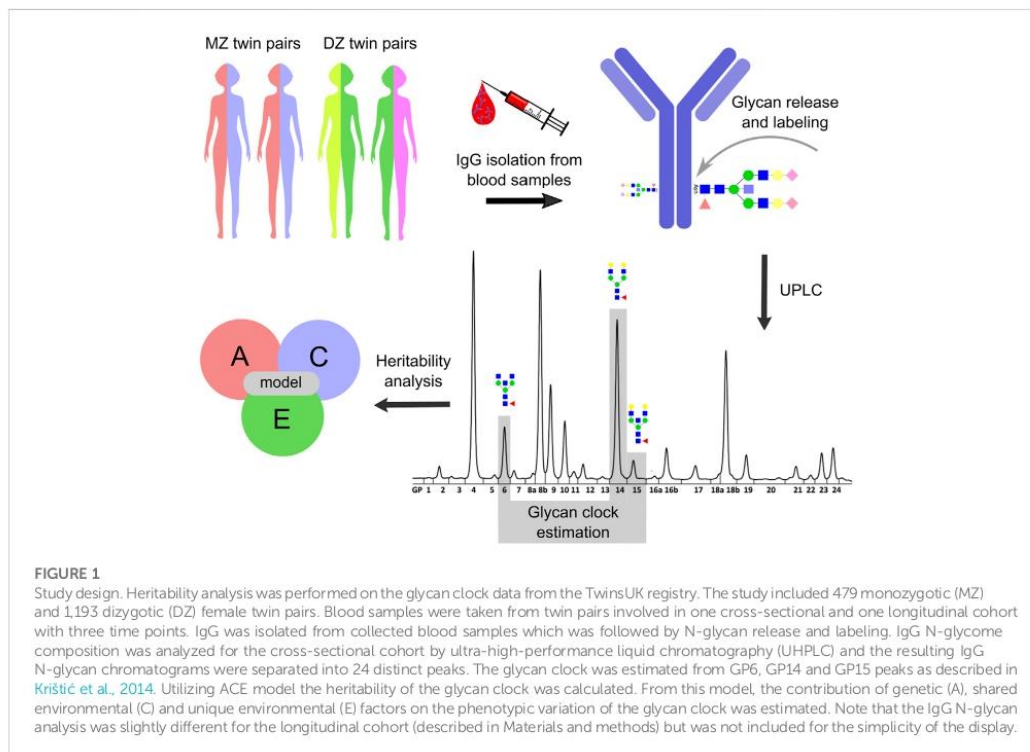 MZ twin pairs DZ twin pairs
Glycan release
and labeling
IgG isolation from
blood samples
UPLC
A C
model
E
Heritability
analysis
GP 1 2 3 4 5 6 7 8a 8b 9 10 11 12 13 14 15 16a 16b 17 18a 18b 19 20 21 22 23 24
Glycan clock
estimation
FIGURE 1
Study design. Heritability analysis was performed on the glycan clock data from the TwinsUK registry. The study included 479 monozygotic (MZ)
and 1,193 dizygotic (DZ) female twin pairs. Blood samples were taken from twin pairs involved in one cross-sectional and one longitudinal cohort
with three time points. IgG was isolated from collected blood samples which was followed by N-glycan release and labeling. IgG N-glycome
composition was analyzed for the cross-sectional cohort by ultra-high-performance liquid chromatography (UHPLC) and the resulting IgG
N-glycan chromatograms were separated into 24 distinct peaks. The glycan clock was estimated from GP6, GP14 and GP15 peaks as described in
Krištić et al., 2014. Utilizing ACE model the heritability of the glycan clock was calculated. From this model, the contribution of genetic (A), shared
environmental (C) and unique environmental (E) factors on the phenotypic variation of the glycan clock was estimated. Note that the IgG N-glycan
analysis was slightly different for the longitudinal cohort (described in Materials and methods) but was not included for the simplicity of the display.